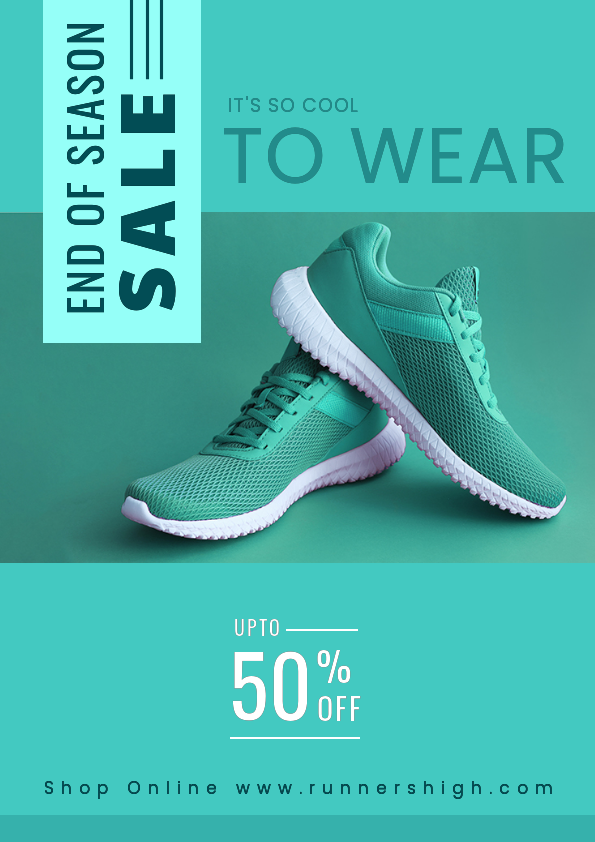 END OF SEASON
SALE
IT'S SO COOL
TO WEAR
UPTO
50%
OFF
Shop Online www.runnershigh.com